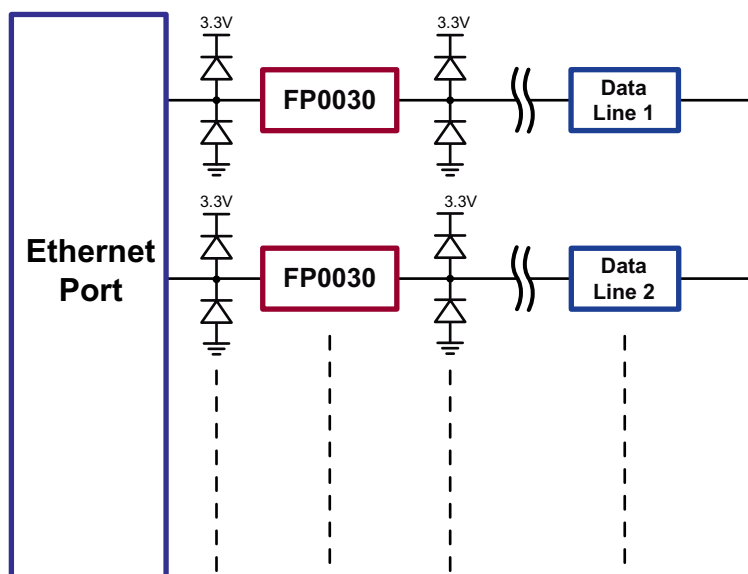 3.3V
3.3V
FP0030
Data
Line 1
3.3V
3.3V
Ethernet
Port
FP0030
Data
Line 2